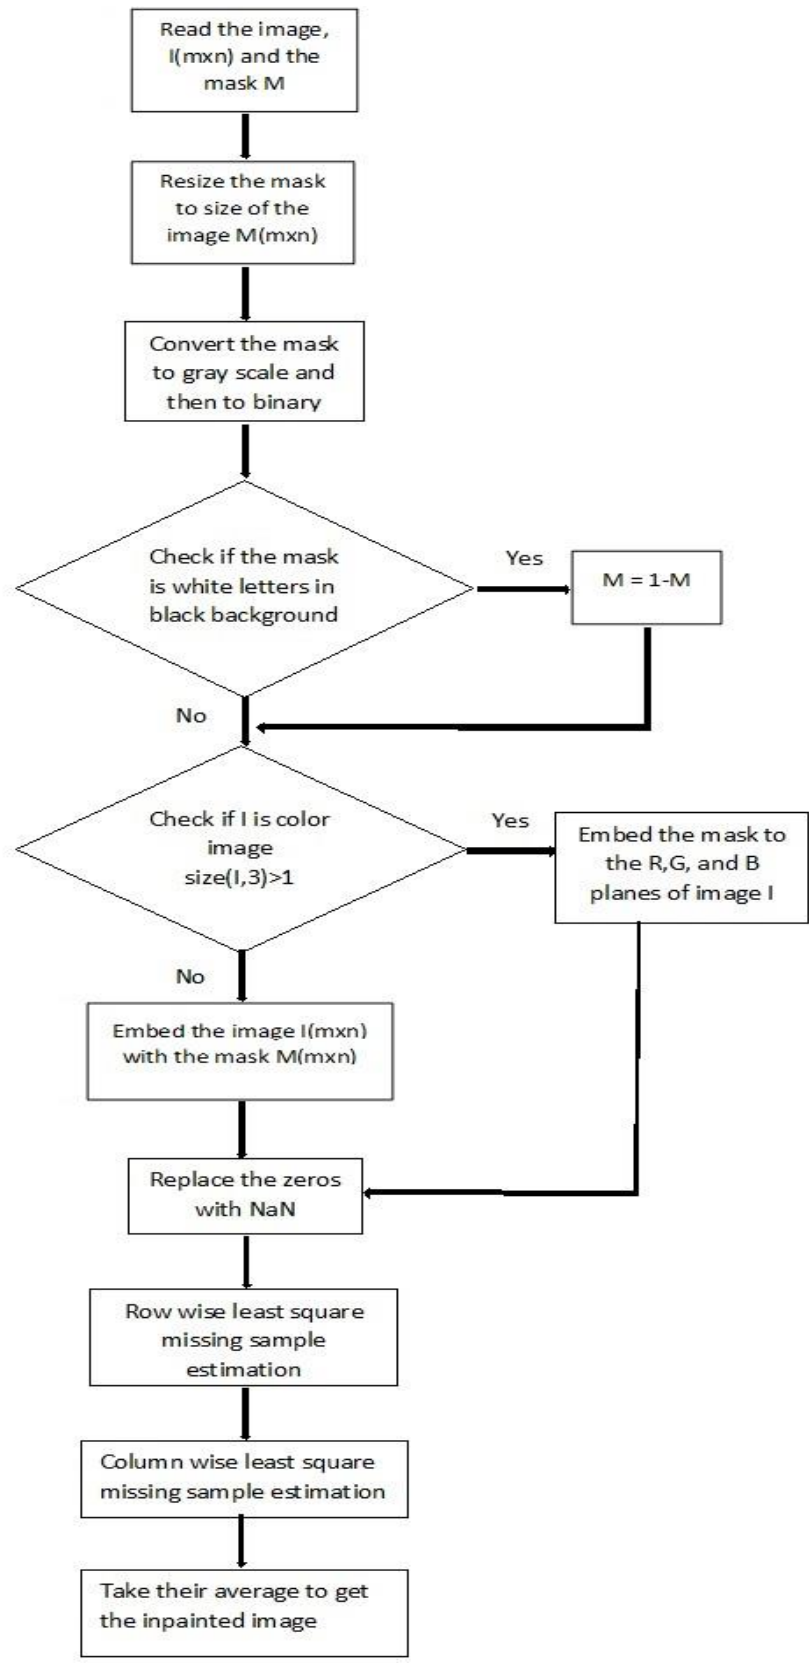 Read the image,
I(mxn) and the
mask M
Resize the mask
to size of the
image M(mxn)
Convert the mask
to gray scale and
then to binary
Check if the mask
is white letters in
black background
Yes
M = 1-M
No
Check if I is color
image
size(I,3)>1
Yes
Embed the mask to
the R,G, and B
planes of image I
No
Embed the image I(mxn)
with the mask M(mxn)
Replace the zeros
with NaN
Row wise least square
missing sample
estimation
Column wise least square
missing sample estimation
Take their average to get
the inpainted image